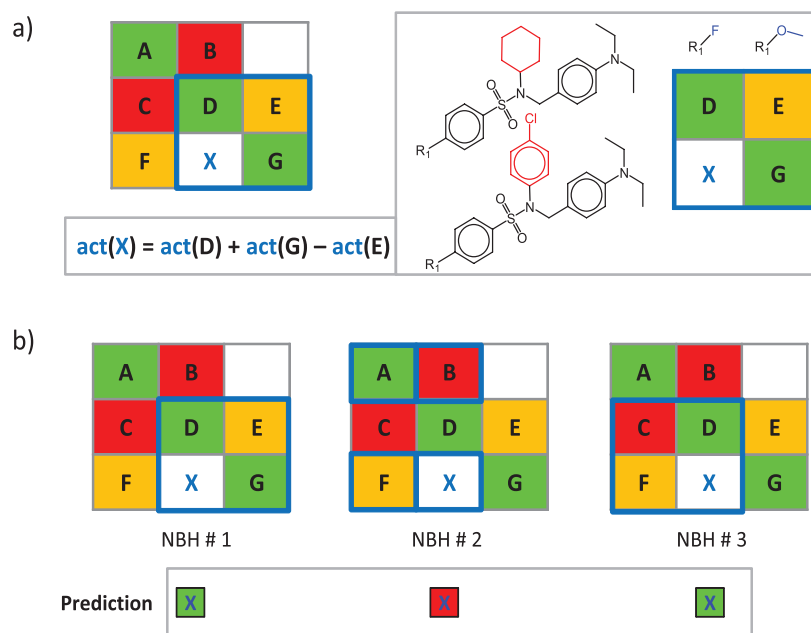 a)
A B
C D E
F X G
act(X) = act(D) + act(G) – act(E)
N
N
S
O
O
R1
Cl
N
N
S
O
O
R1
F
R1
O
R1
D E
X G
b)
A B
C D E
F X G
NBH # 1
A B
C D E
F X G
NBH # 2
A B
C D E
F X G
NBH # 3
Prediction X X X